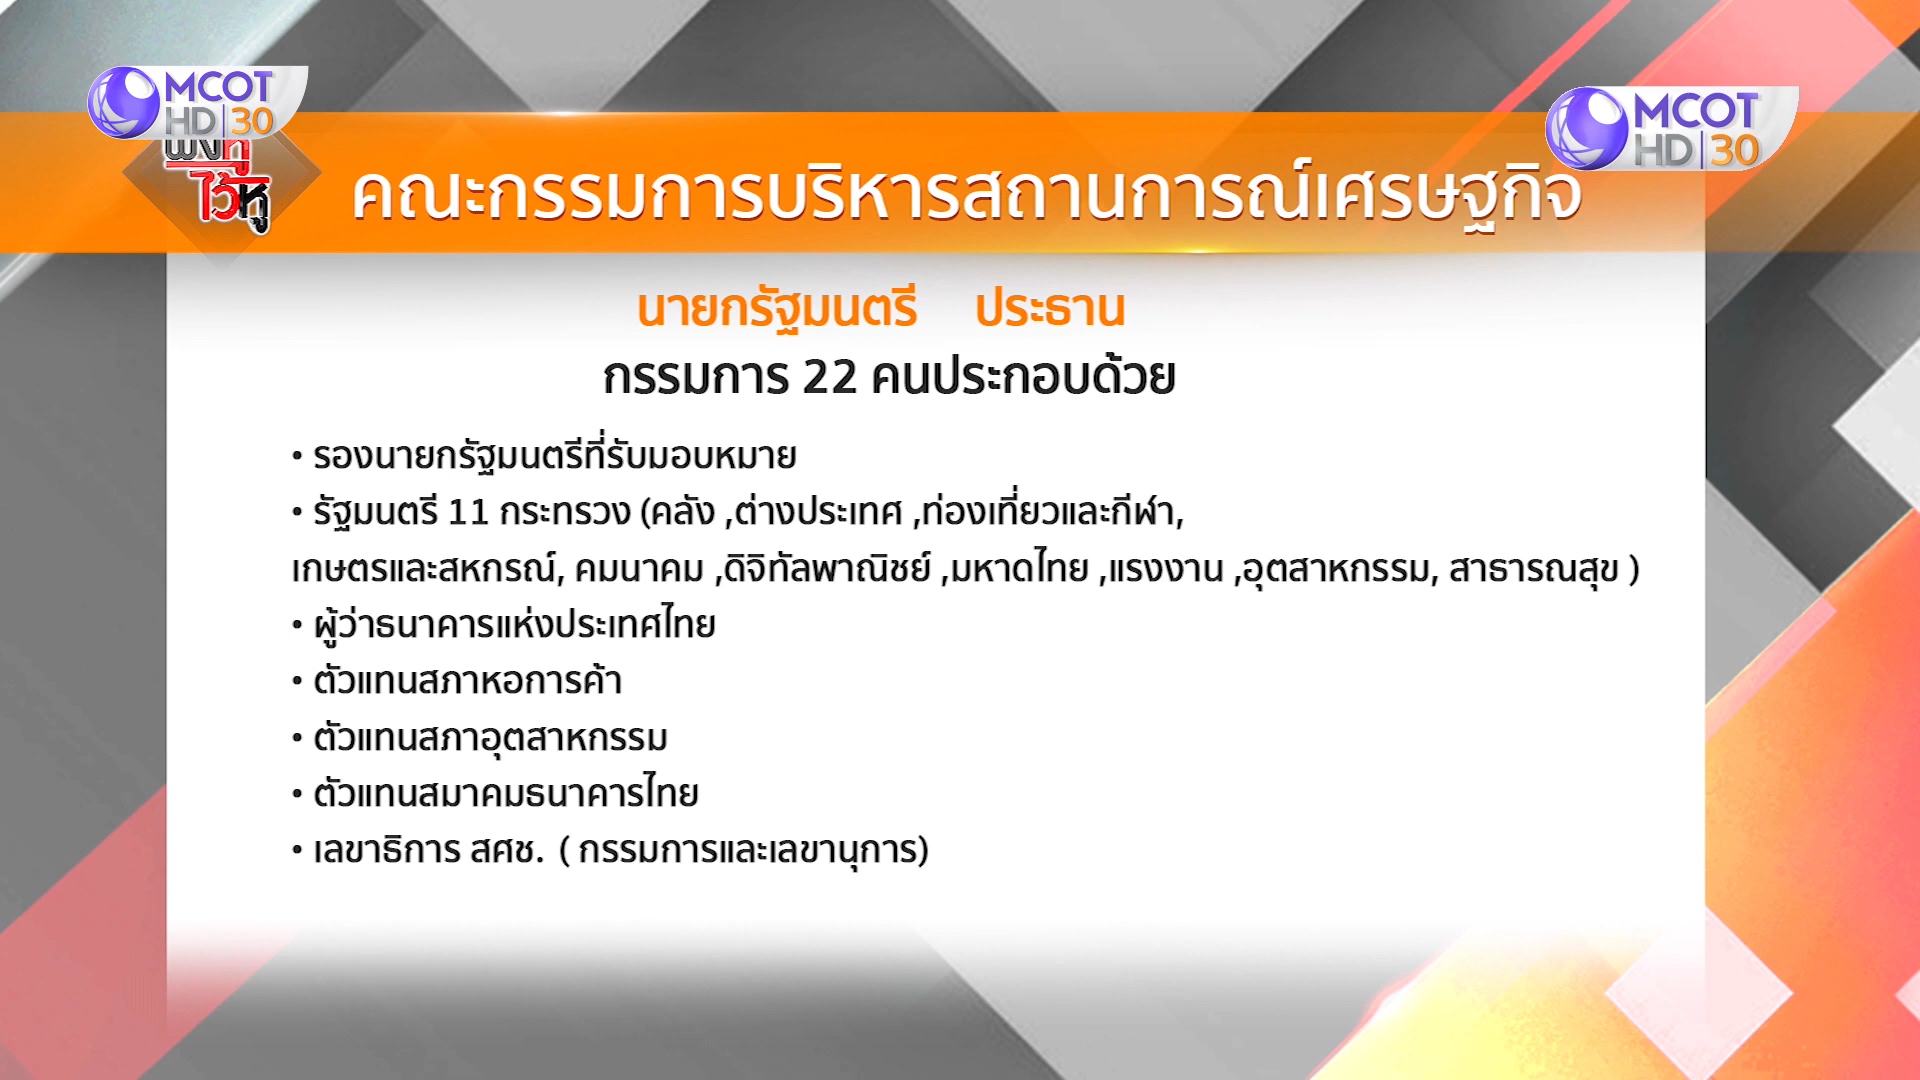 MCOT
HD 30
MCOT
HD 30
ไว้หู
คณะกรรมการบริหารสถานการณ์เศรษฐกิจ
นายกรัฐมนตรี ประธาน
กรรมการ 22 คนประกอบด้วย
• รองนายกรัฐมนตรีที่รับมอบหมาย
• รัฐมนตรี 11 กระทรวง (คลัง ,ต่างประเทศ ,ท่องเที่ยวและกีฬา,
เกษตรและสหกรณ์, คมนาคม ,ดิจิทัลพาณิชย์ ,มหาดไทย ,แรงงาน ,อุตสาหกรรม, สาธารณสุข )
• ผู้ว่าธนาคารแห่งประเทศไทย
• ตัวแทนสภาหอการค้า
• ตัวแทนสภาอุตสาหกรรม
• ตัวแทนสมาคมธนาคารไทย
• เลขาธิการ สศช. ( กรรมการและเลขานุการ)